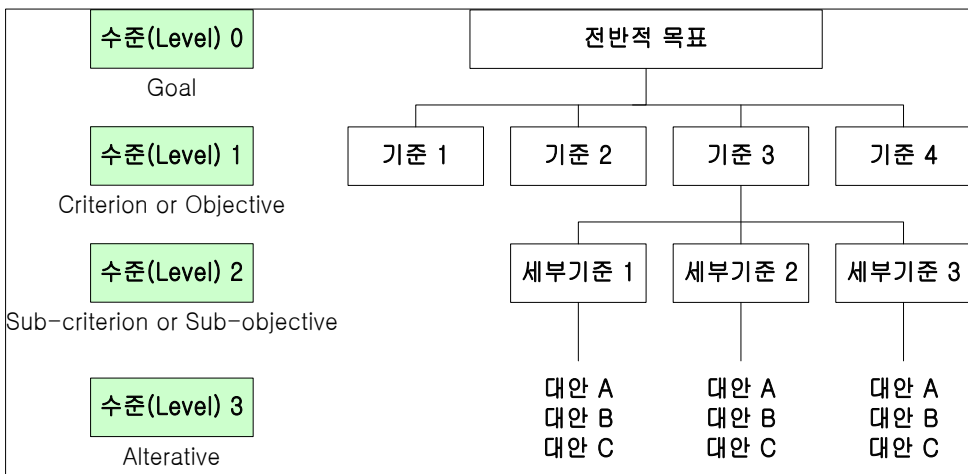 수준(Level) 0 전반적 목표
Goal
수준(Level) 1 기준 1 기준 2 기준 3 기준 4
Criterion or Objective
수준(Level) 2 세부기준 1 세부기준 2 세부기준 3
Sub-criterion or Sub-objective
수준(Level) 3 대안 A 대안 A 대안 A
대안 B 대안 B 대안 B
대안 C 대안 C 대안 C
Alterative